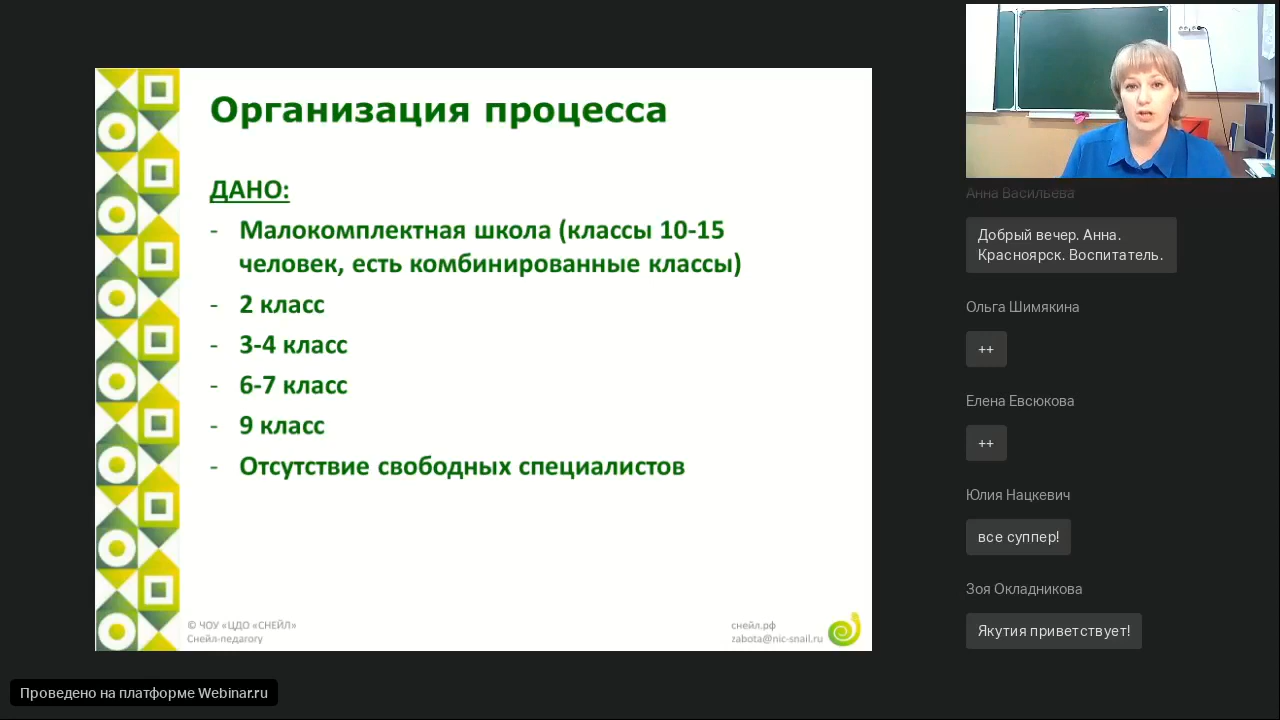 Организация процесса
ДАНО:
- Малокомплектная школа (классы 10-15
человек, есть комбинированные классы)
- 2 класс
- 3-4 класс
- 6-7 класс
- 9 класс
- Отсутствие свободных специалистов
© ЧОУ «ЦДО «СНЕЙЛ»
Снейл-педагогу
снейл.рф
zabota@nic-snail.ru
Анна Васильева
Добрый вечер. Анна.
Красноярск. Воспитатель.
Ольга Шимякина
++
Елена Евсюкова
++
Юлия Нацкевич
все суппер!
Зоя Окладникова
Якутия приветствует!
Проведено на платформе Webinar.ru